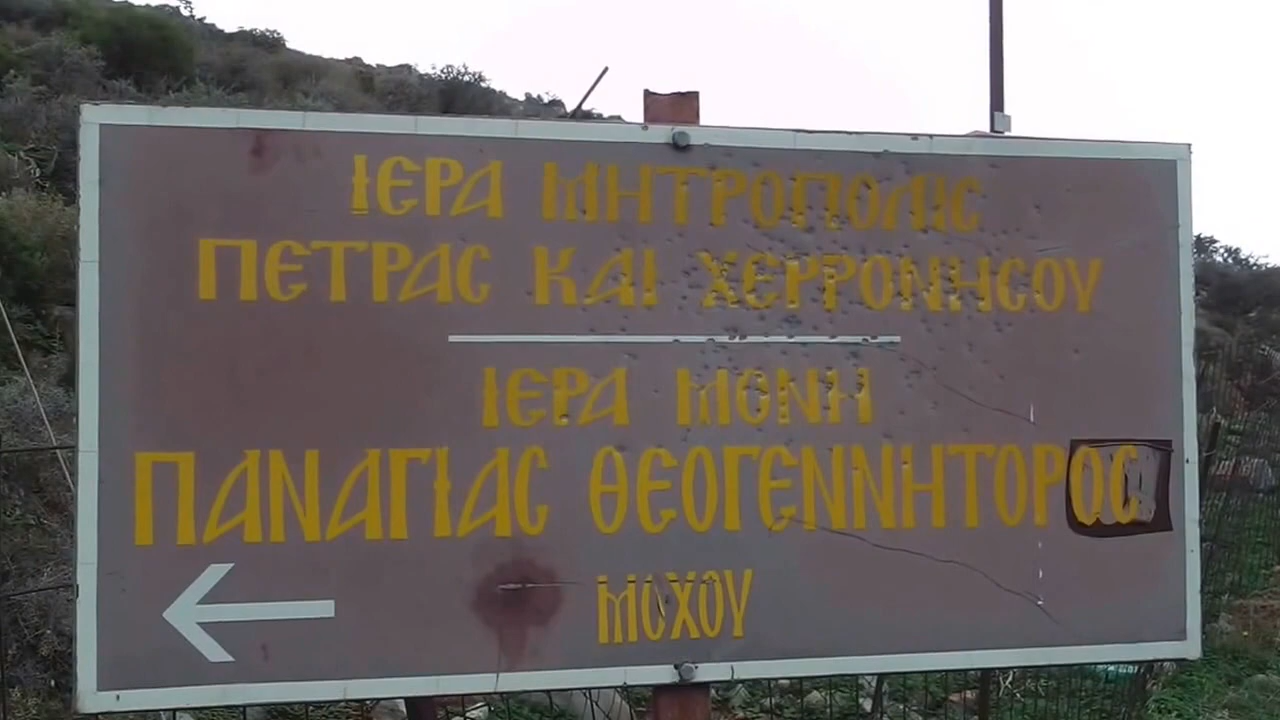 ΙΕΡΑ ΜΗΤΡΟΠΟΛΙΣ
ΠΕΤΡΑΣ ΚΑΙ ΧΕΡΡΟΝΗΣΟΥ
ΙΕΡΑ ΜΟΝΗ
ΠΑΝΑΓΙΑΣ ΘΕΟΓΕΝΝΗΤΟΡΟΣ
ΜΟΧΟΥ